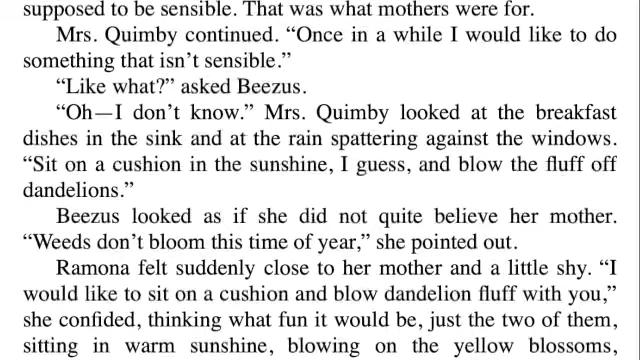 supposed to be sensible. That was what mothers were for.
Mrs. Quimby continued. “Once in a while I would like to do
something that isn’t sensible.”
“Like what?” asked Beezus.
“Oh—I don’t know.” Mrs. Quimby looked at the breakfast
dishes in the sink and at the rain spattering against the windows.
“Sit on a cushion in the sunshine, I guess, and blow the fluff off
dandelions.”
Beezus looked as if she did not quite believe her mother.
“Weeds don’t bloom this time of year,” she pointed out.
Ramona felt suddenly close to her mother and a little shy. “I
would like to sit on a cushion and blow dandelion fluff with you,”
she confided, thinking what fun it would be, just the two of them,
sitting in warm sunshine, blowing on the yellow blossoms,